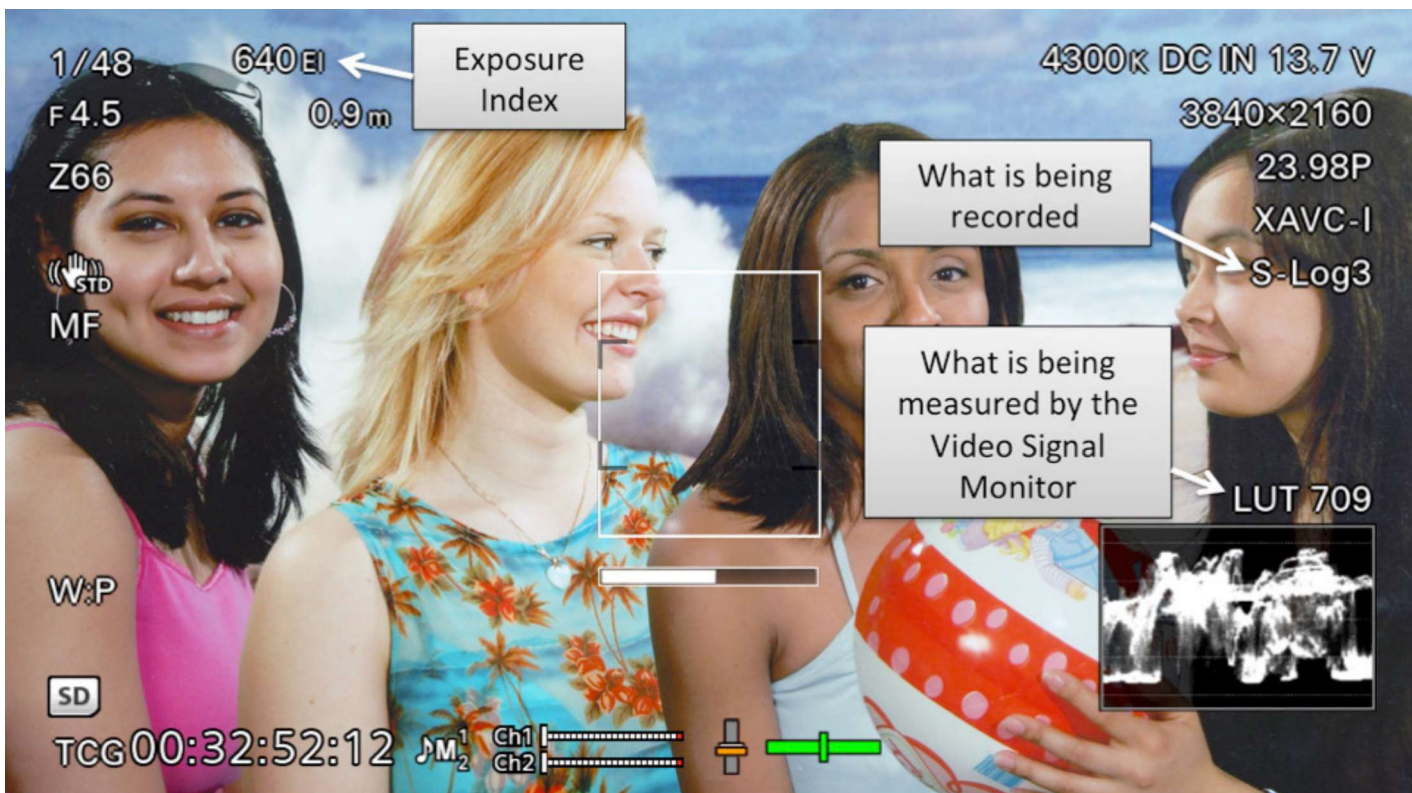 1/48
640EI
Exposure
Index
4300K DC IN 13.7 V
F4.5
0.9m
3840×2160
Z66
What is being
recorded
23.98P
XAVC-I
STD
S-Log3
MF
What is being
measured by the
Video Signal
Monitor
LUT 709
W:P
SD
TCG00:32:52:12
♪M 1 2
Ch1
Ch2